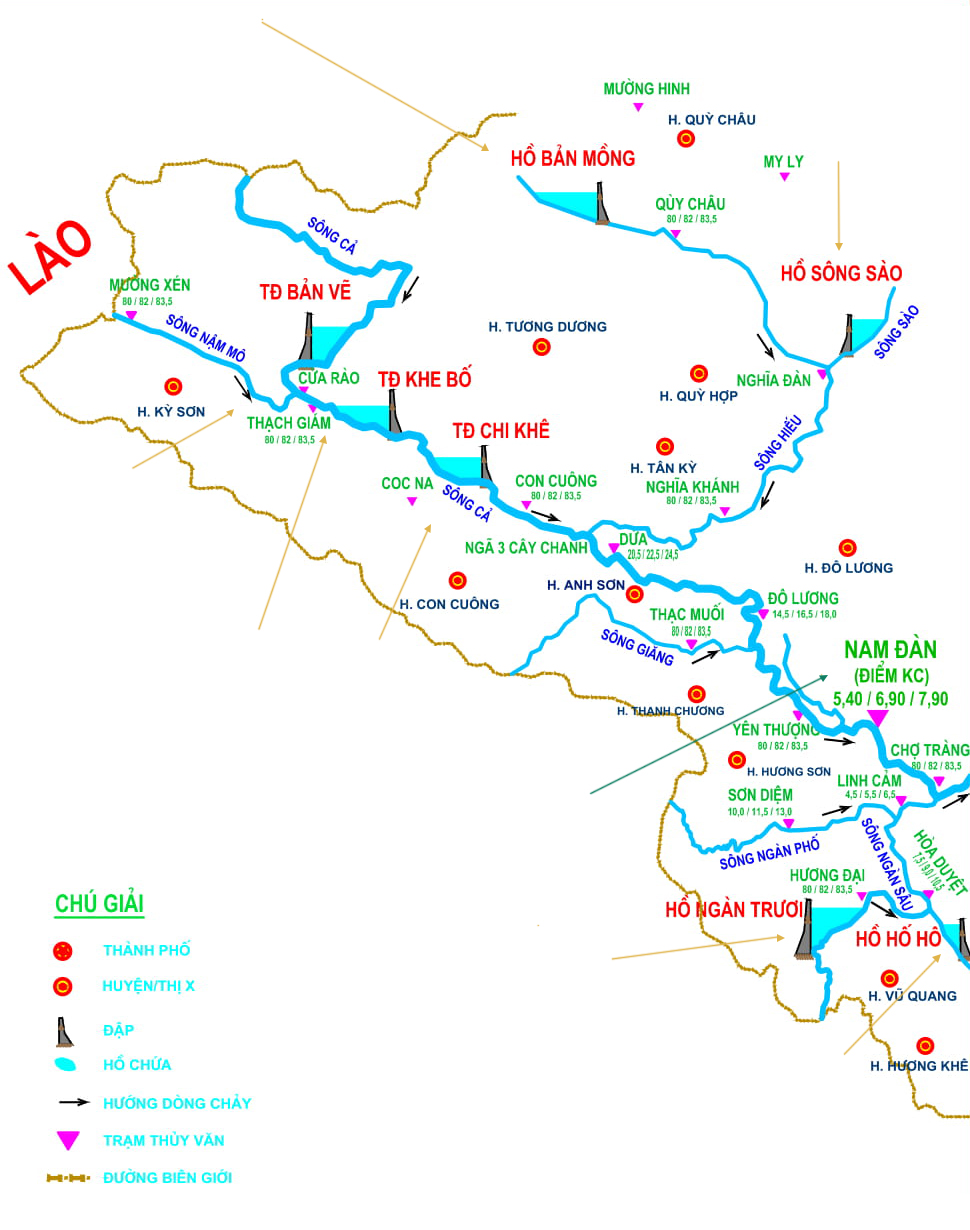 MƯỜNG HINH
H. QUỲ CHÂU
HỒ BẢN MỒNG
MY LY
QÙY CHÂU
80 / 82 / 83,5
SÔNG CẢ
LÀO
HỒ SÔNG SÀO
MƯỜNG XÉN
80 / 82 / 83,5
TĐ BẢN VẼ
SÔNG SÀO
SÔNG NẬM MÔ
H. TƯƠNG DƯƠNG
CỬA RÀO
TĐ KHE BỐ
NGHĨA ĐÀN
H. QUỲ HỢP
H. KỲ SƠN
THẠCH GIÁM
80 / 82 / 83,5
TĐ CHI KHÊ
SÔNG HIẾU
H. TÂN KỲ
COC NA
SÔNG CẢ
CON CUÔNG
80 / 82 / 83,5
NGHĨA KHÁNH
80 / 82 / 83,5
NGÃ 3 CÂY CHANH
DỪA
20,5 / 22,5 / 24,5
H. ĐÔ LƯƠNG
H. ANH SƠN
H. CON CUÔNG
ĐÔ LƯƠNG
14,5 / 16,5 / 18,0
THẠC MUỐI
80 / 82 / 83,5
SÔNG GIĂNG
NAM ĐÀN
(ĐIỂM KC)
5,40 / 6,90 / 7,90
H. THANH CHƯƠNG
YÊN THƯỢNG
80 / 82 / 83,5
CHỢ TRÀNG
80 / 82 / 83,5
H. HƯƠNG SƠN
LINH CẢM
4,5 / 5,5 / 6,5
SƠN DIỆM
10,0 / 11,5 / 13,0
SÔNG NGÀN PHỐ
SÔNG NGÀN SÂU
HÒA DUYỆT
7,5/9,0/10,5
HƯƠNG ĐẠI
80 / 82 / 83,5
HỒ NGÀN TRƯƠI
HỒ HỐ HÔ
H. VŨ QUANG
H. HƯƠNG KHÊ
CHÚ GIẢI
THÀNH PHỐ
HUYỆN/THỊ X
ĐẬP
HỒ CHỨA
HƯỚNG DÒNG CHẢY
TRẠM THỦY VĂN
ĐƯỜNG BIÊN GIỚI